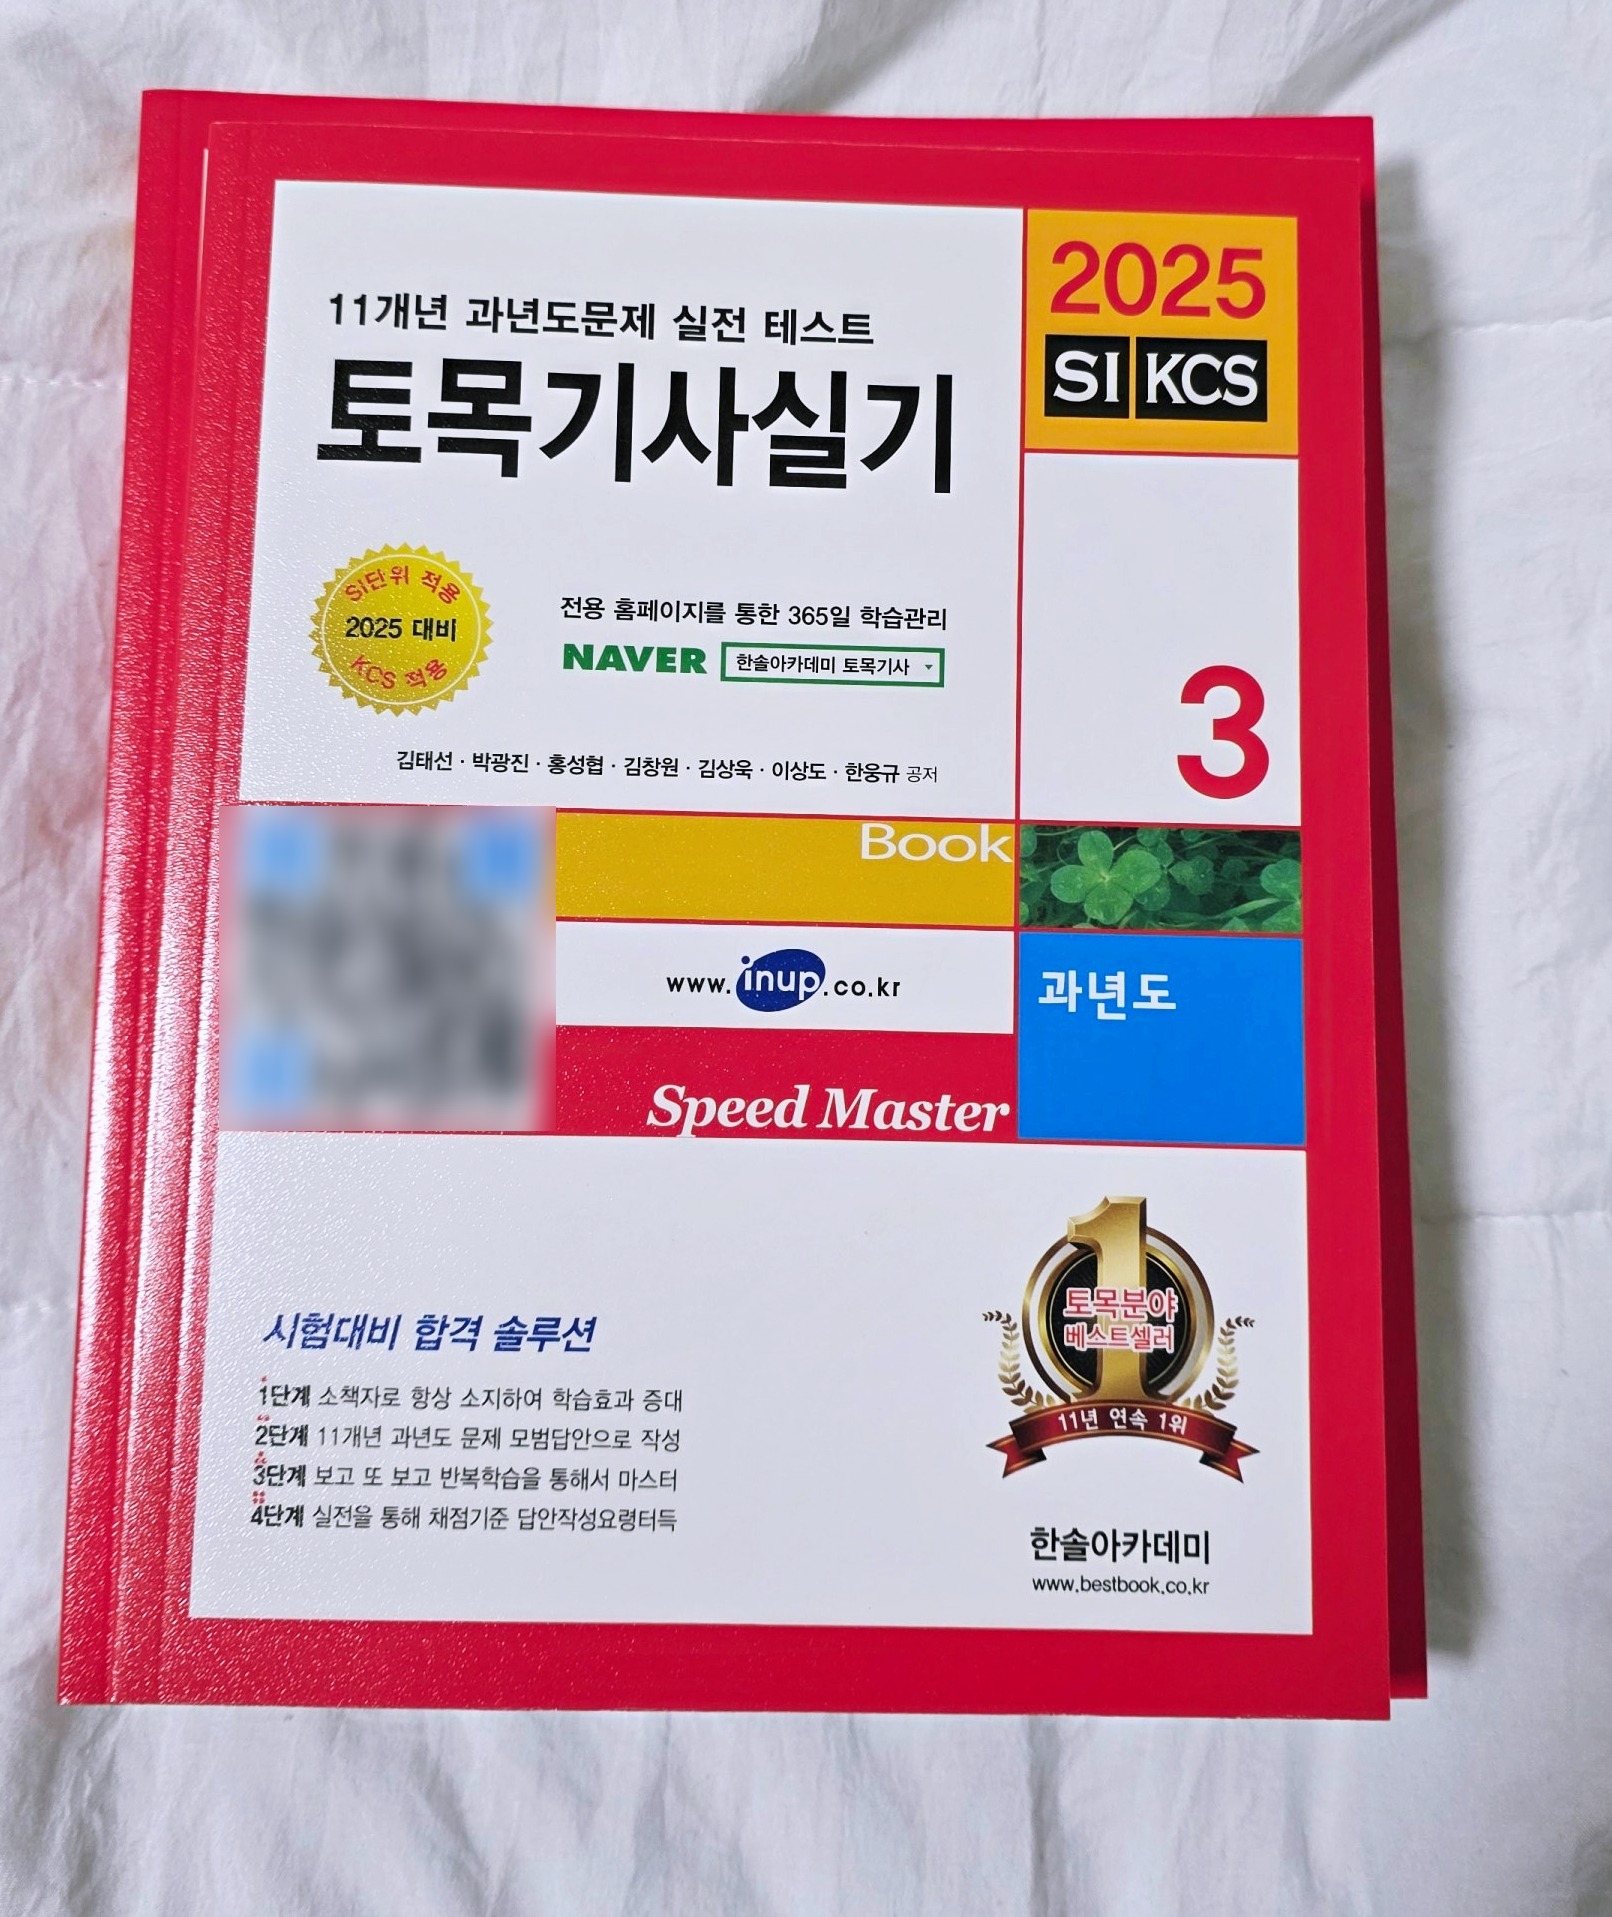 11개년 과년도문제 실전 테스트
토목기사실기
2025
SI KCS
SI단위 적용
2025 대비
KCS 적용
전용 홈페이지를 통한 365일 학습관리
NAVER 한솔아카데미 토목기사
김태선 · 박광진 · 홍성협 · 김창원 · 김상욱 · 이상도 · 한웅규 공저
3
Book
www.inup.co.kr
과년도
Speed Master
토목분야
베스트셀러
1
11년 연속 1위
시험대비 합격 솔루션
1단계 소책자로 항상 소지하여 학습효과 증대
2단계 11개년 과년도 문제 모범답안으로 작성
3단계 보고 또 보고 반복학습을 통해서 마스터
4단계 실전을 통해 채점기준 답안작성요령터득
한솔아카데미
www.bestbook.co.kr